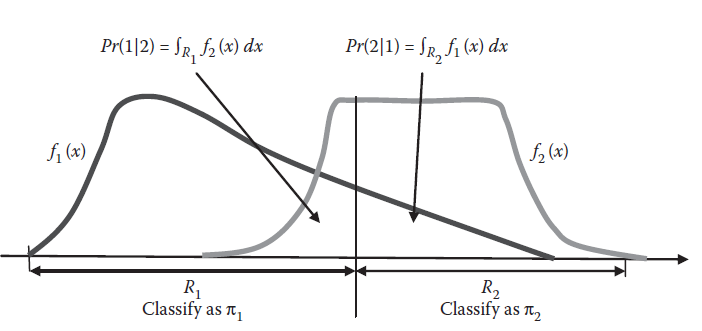 Pr(1|2) = ∫R₁ f₂(x) dx
Pr(2|1) = ∫R₂ f₁(x) dx
f₁(x)
f₂(x)
R₁
Classify as π₁
R₂
Classify as π₂